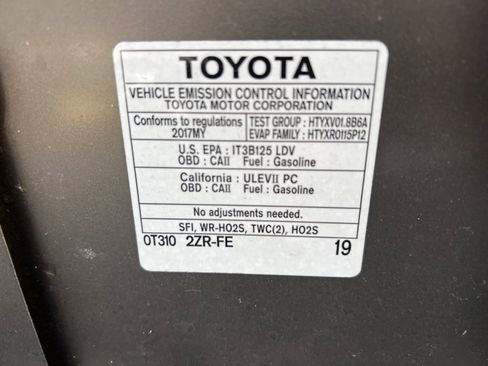 TOYOTA
VEHICLE EMISSION CONTROL INFORMATION
TOYOTA MOTOR CORPORATION
Conforms to regulations TEST GROUP : HTYXV01.8B6A
2017MY EVAP FAMILY : HTYXR0115P12
U.S. EPA : IT3B125 LDV
OBD : CAII Fuel : Gasoline
California : ULEVII PC
OBD : CAII Fuel : Gasoline
No adjustments needed.
SFI, WR-HO2S, TWC(2), HO2S
0T310 2ZR-FE 19